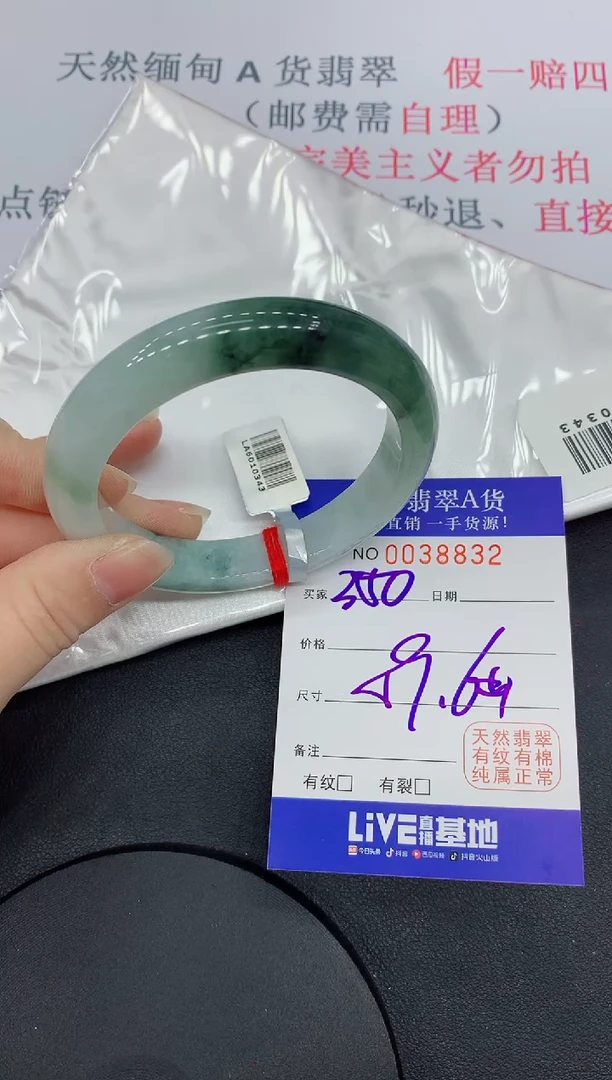 天然缅甸 A 货翡翠 假一赔四
（邮费需自理）
完美主义者勿拍
秒退、直接
0343
LA6010343
翡翠A货
直销 一手货源!
NO 0038832
买家 350 日期
价格
尺寸
备注
天然翡翠
有纹有棉
纯属正常
有纹□ 有裂□
LiVE直播基地
今日头条 抖音 西瓜视频 抖音火山版